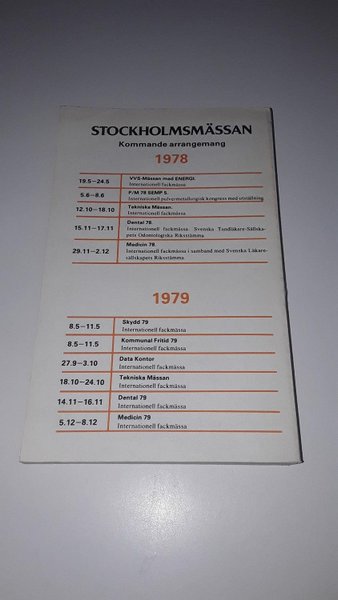 STOCKHOLMSMÄSSAN
Kommande arrangemang
1978
19.5–24.5 VVS-Mässan med ENERGI.
Internationell fackmässa.
5.6–8.6 P/M 78 SEMP 5.
Internationell pulvermetallurgisk kongress med utställning.
12.10–18.10 Tekniska Mässan.
Internationell fackmässa.
15.11–17.11 Dental 78.
Internationell fackmässa. Svenska Tandläkare-Sällska-
pets Odontologiska Riksstämma.
29.11–2.12 Medicin 78.
Internationell fackmässa i samband med Svenska Läkare-
sällskapets Riksstämma.
1979
8.5–11.5 Skydd 79
Internationell fackmässa
8.5–11.5 Kommunal Fritid 79
Internationell fackmässa
27.9–3.10 Data Kontor
Internationell fackmässa
18.10–24.10 Tekniska Mässan
Internationell fackmässa
14.11–16.11 Dental 79
Internationell fackmässa
5.12–8.12 Medicin 79
Internationell fackmässa